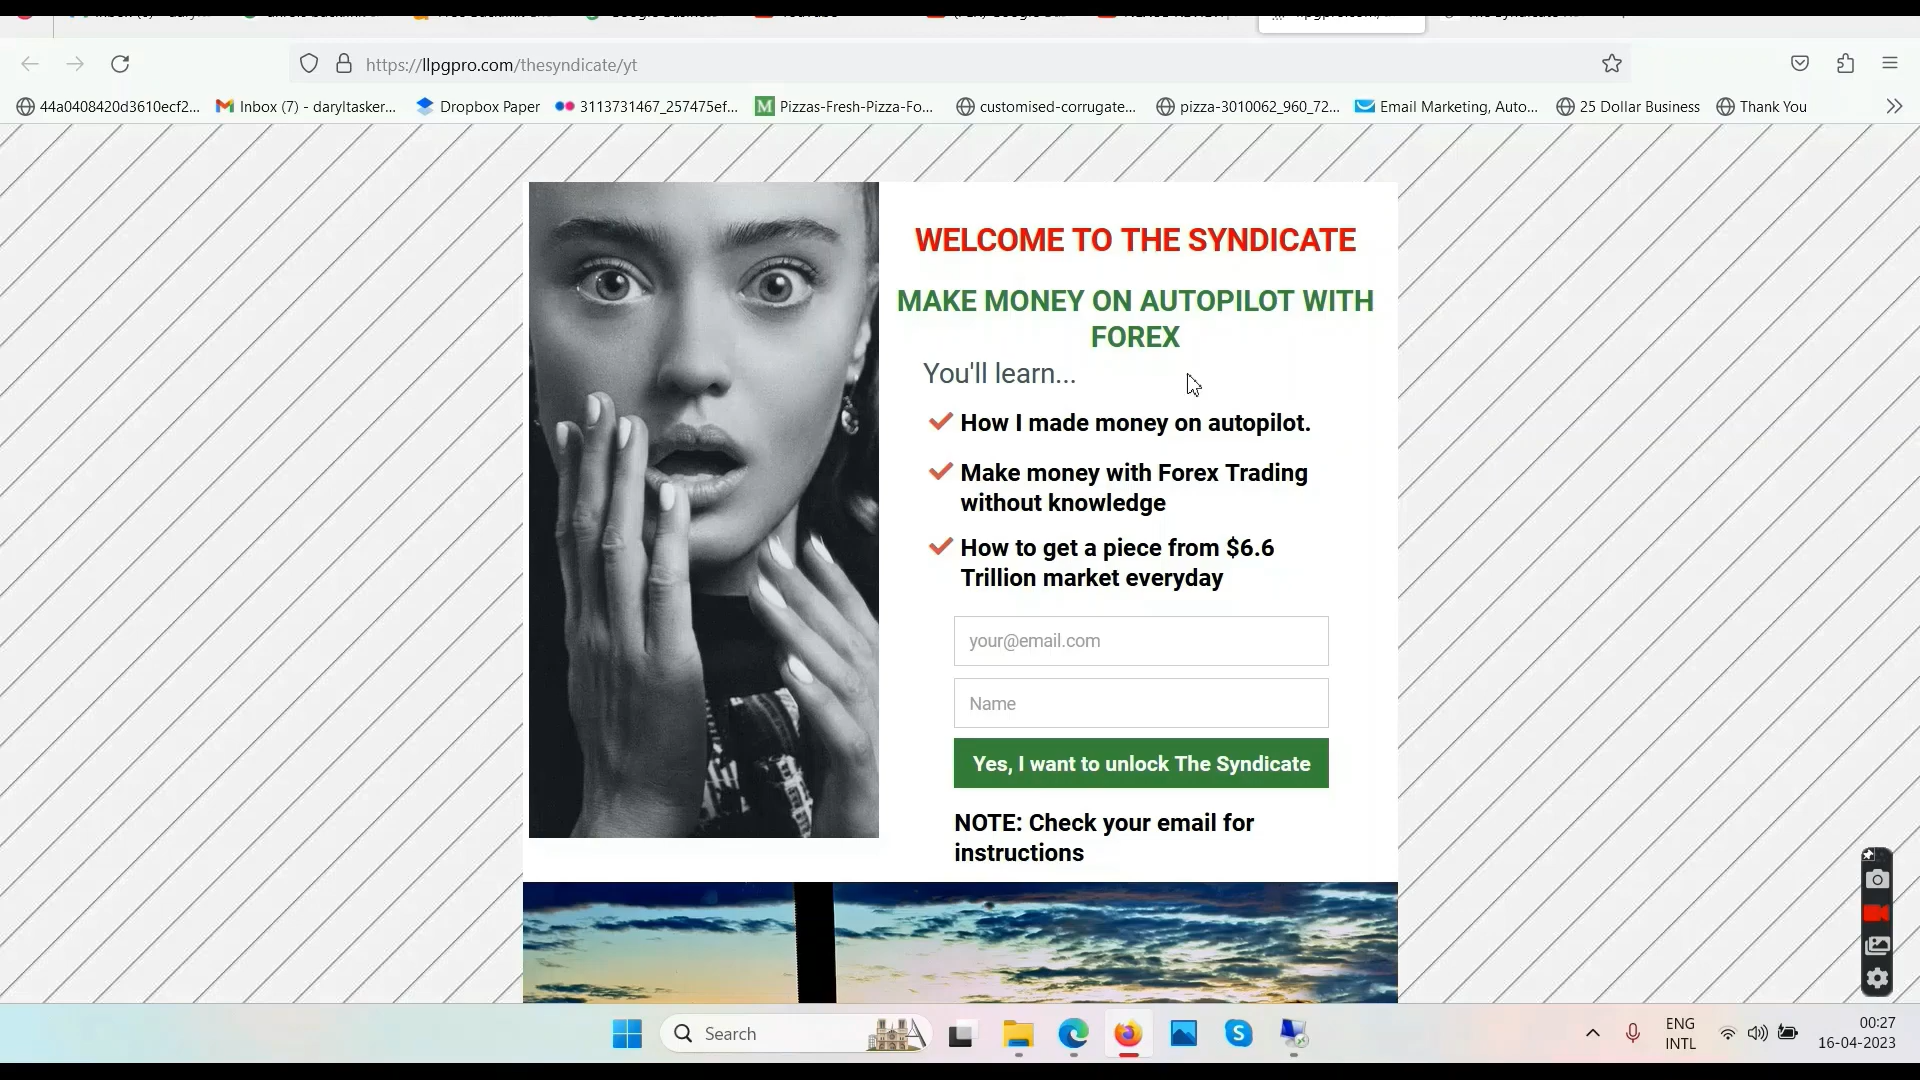 https://llpgpro.com/thesyndicate/yt
44a0408420d3610ecf2...
Inbox (7) - daryltasker...
Dropbox Paper
3113731467_257475ef...
Pizzas-Fresh-Pizza-Fo...
customised-corrugate...
pizza-3010062_960_72...
Email Marketing, Auto...
25 Dollar Business
Thank You
WELCOME TO THE SYNDICATE
MAKE MONEY ON AUTOPILOT WITH
FOREX
You'll learn...
How I made money on autopilot.
Make money with Forex Trading
without knowledge
How to get a piece from $6.6
Trillion market everyday
your@email.com
Name
Yes, I want to unlock The Syndicate
NOTE: Check your email for
instructions
Search
ENG
INTL
00:27
16-04-2023